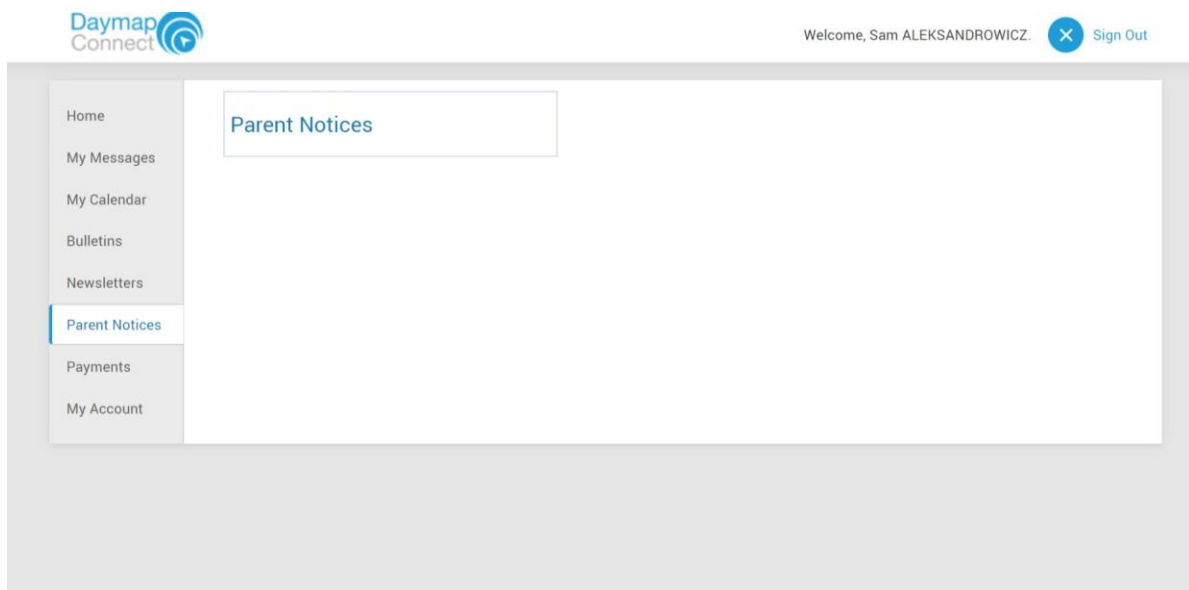 Daymap
Connect
Welcome, Sam ALEKSANDROWICZ.
Sign Out
Home
My Messages
My Calendar
Bulletins
Newsletters
Parent Notices
Payments
My Account
Parent Notices